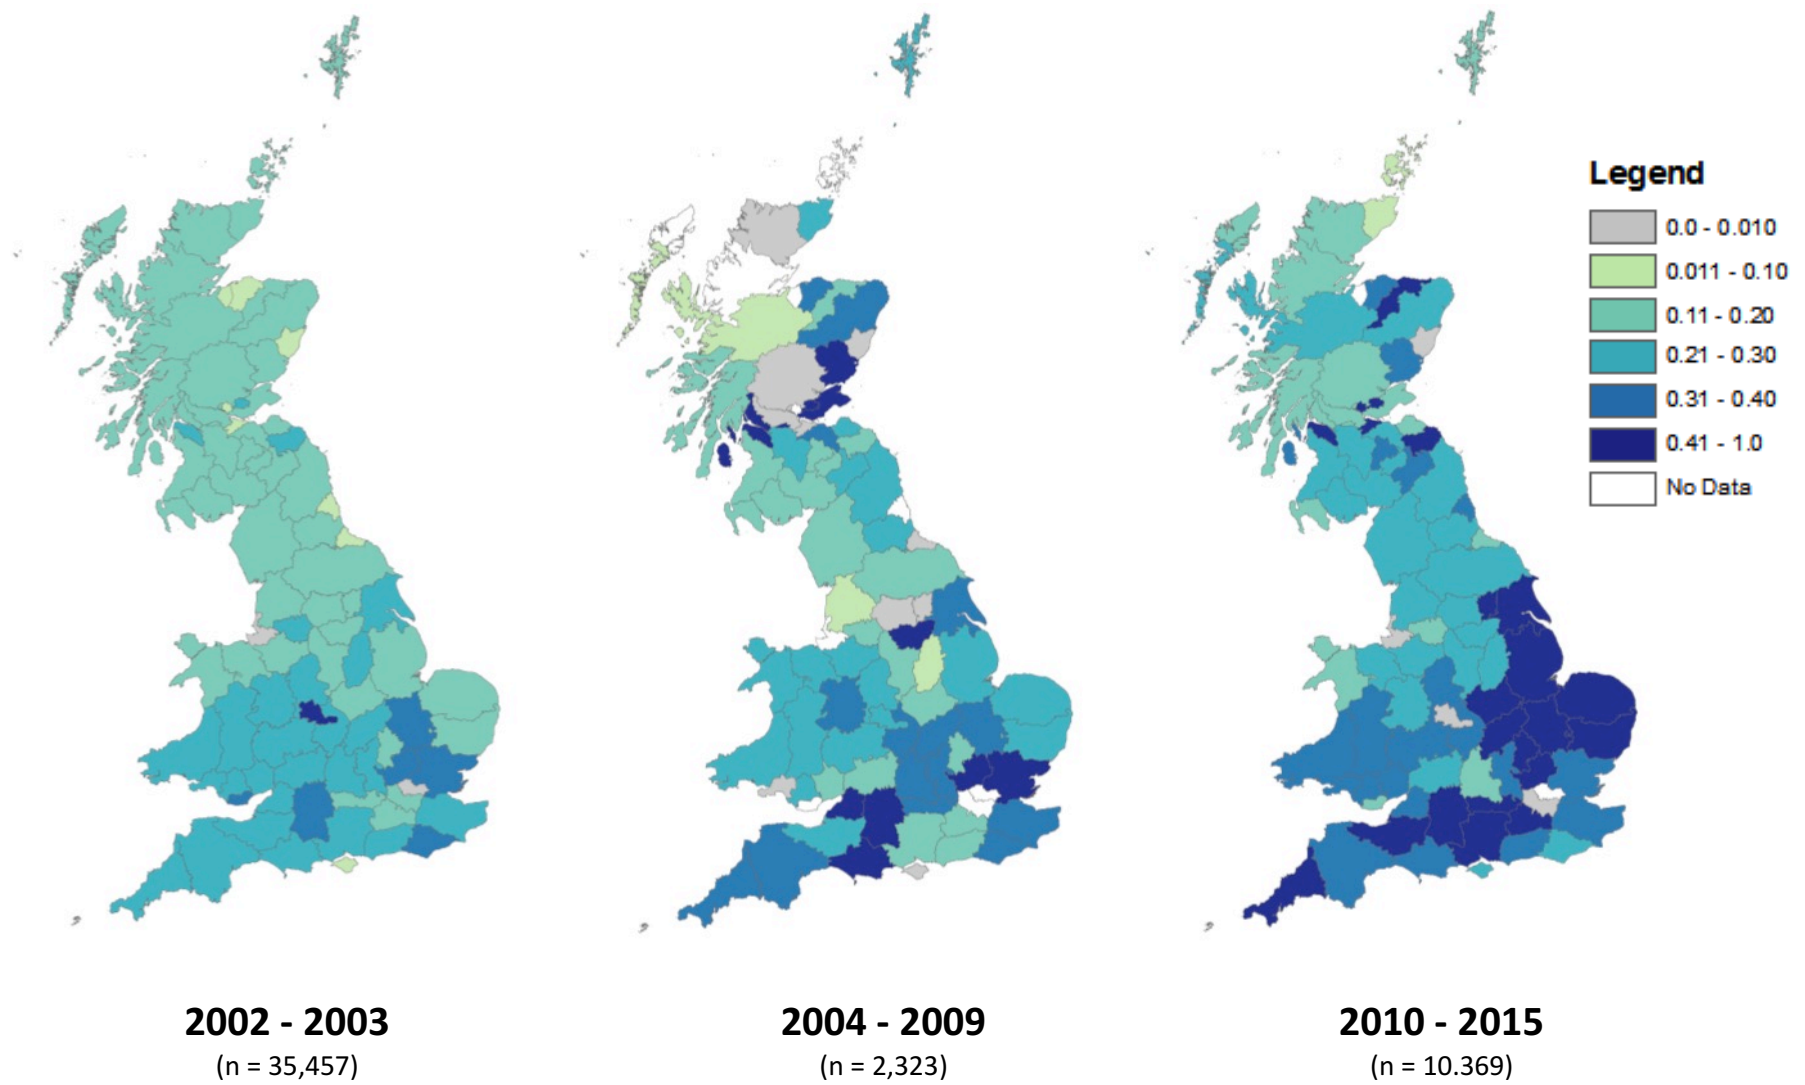 Legend
0.0 - 0.010
0.011 - 0.10
0.11 - 0.20
0.21 - 0.30
0.31 - 0.40
0.41 - 1.0
No Data
2002 - 2003
(n = 35,457)
2004 - 2009
(n = 2,323)
2010 - 2015
(n = 10.369)